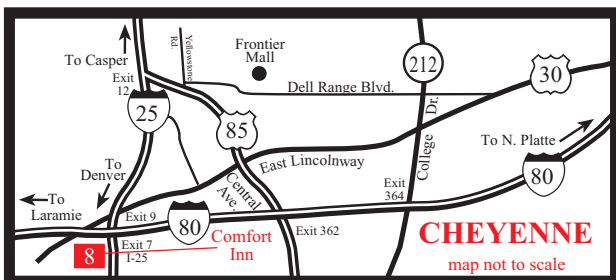 To Casper
Exit
12
Yellowstone
Rd.
Frontier
Mall
Dell Range Blvd.
212
30
25
85
College Dr.
To N. Platte
East Lincolnway
To
Denver
Central
Ave.
Exit
364
80
To
Laramie
Exit 9
80
Exit 362
Exit 7
I-25
8
Comfort
Inn
CHEYENNE
map not to scale